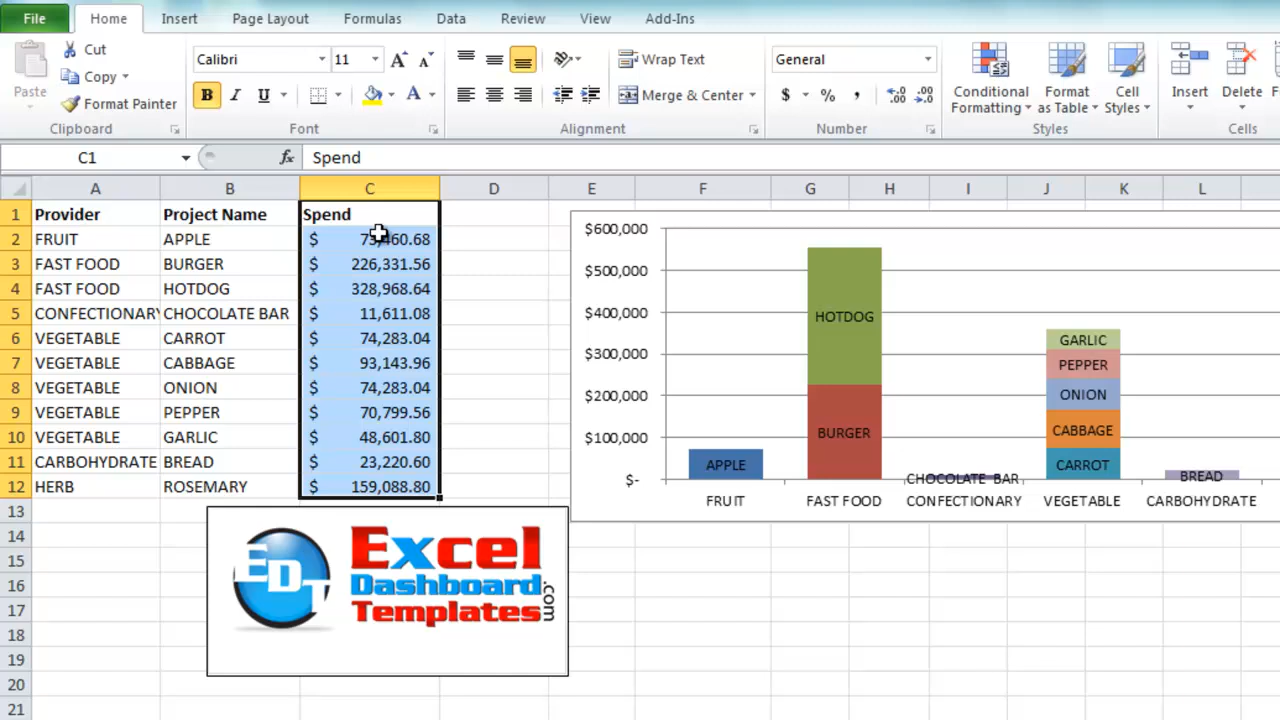 File Home Insert Page Layout Formulas Data Review View Add-Ins
Paste Cut Copy Format Painter Clipboard
Calibri 11 A A B I U A Font
Wrap Text Merge & Center Alignment
General $ % , .00 .0 Number
Conditional Formatting Format as Table Cell Styles Styles
Insert Delete Cells
C1 fx Spend
A B C D E F G H I J K L
1 Provider Project Name Spend
2 FRUIT APPLE $ 73,460.68
3 FAST FOOD BURGER $ 226,331.56
4 FAST FOOD HOTDOG $ 328,968.64
5 CONFECTIONARY CHOCOLATE BAR $ 11,611.08
6 VEGETABLE CARROT $ 74,283.04
7 VEGETABLE CABBAGE $ 93,143.96
8 VEGETABLE ONION $ 74,283.04
9 VEGETABLE PEPPER $ 70,799.56
10 VEGETABLE GARLIC $ 48,601.80
11 CARBOHYDRATE BREAD $ 23,220.60
12 HERB ROSEMARY $ 159,088.80
13
14
15
16
17
18
19
20
21
$600,000
$500,000
$400,000
$300,000
$200,000
$100,000
$-
APPLE
HOTDOG
BURGER
CHOCOLATE BAR
GARLIC
PEPPER
ONION
CABBAGE
CARROT
BREAD
FRUIT FAST FOOD CONFECTIONARY VEGETABLE CARBOHYDRATE
EDT
Excel
Dashboard
Templates
.com